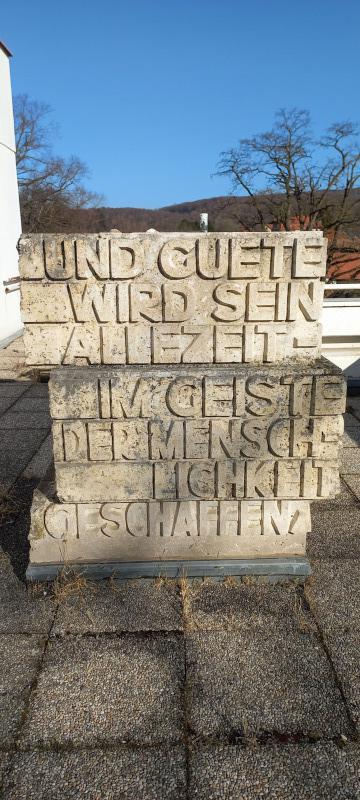 UND GUETE
WIRD SEIN
ALLEZEIT-
IM GEISTE
DER MENSCH-
LICHKEIT
GESCHAFFEN,